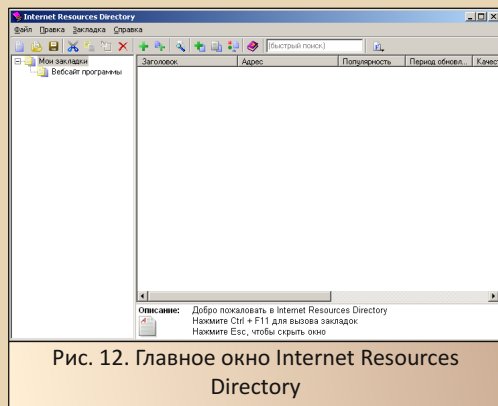 Internet Resources Directory
Файл Правка Закладка Справка
(быстрый поиск)
Мои закладки
Заголовок Адрес Популярность Период обновл... Качест
Вебсайт программы
Описание: Добро пожаловать в Internet Resources Directory
Нажмите Ctrl + F11 для вызова закладок
Нажмите Esc, чтобы скрыть окно
Рис. 12. Главное окно Internet Resources
Directory